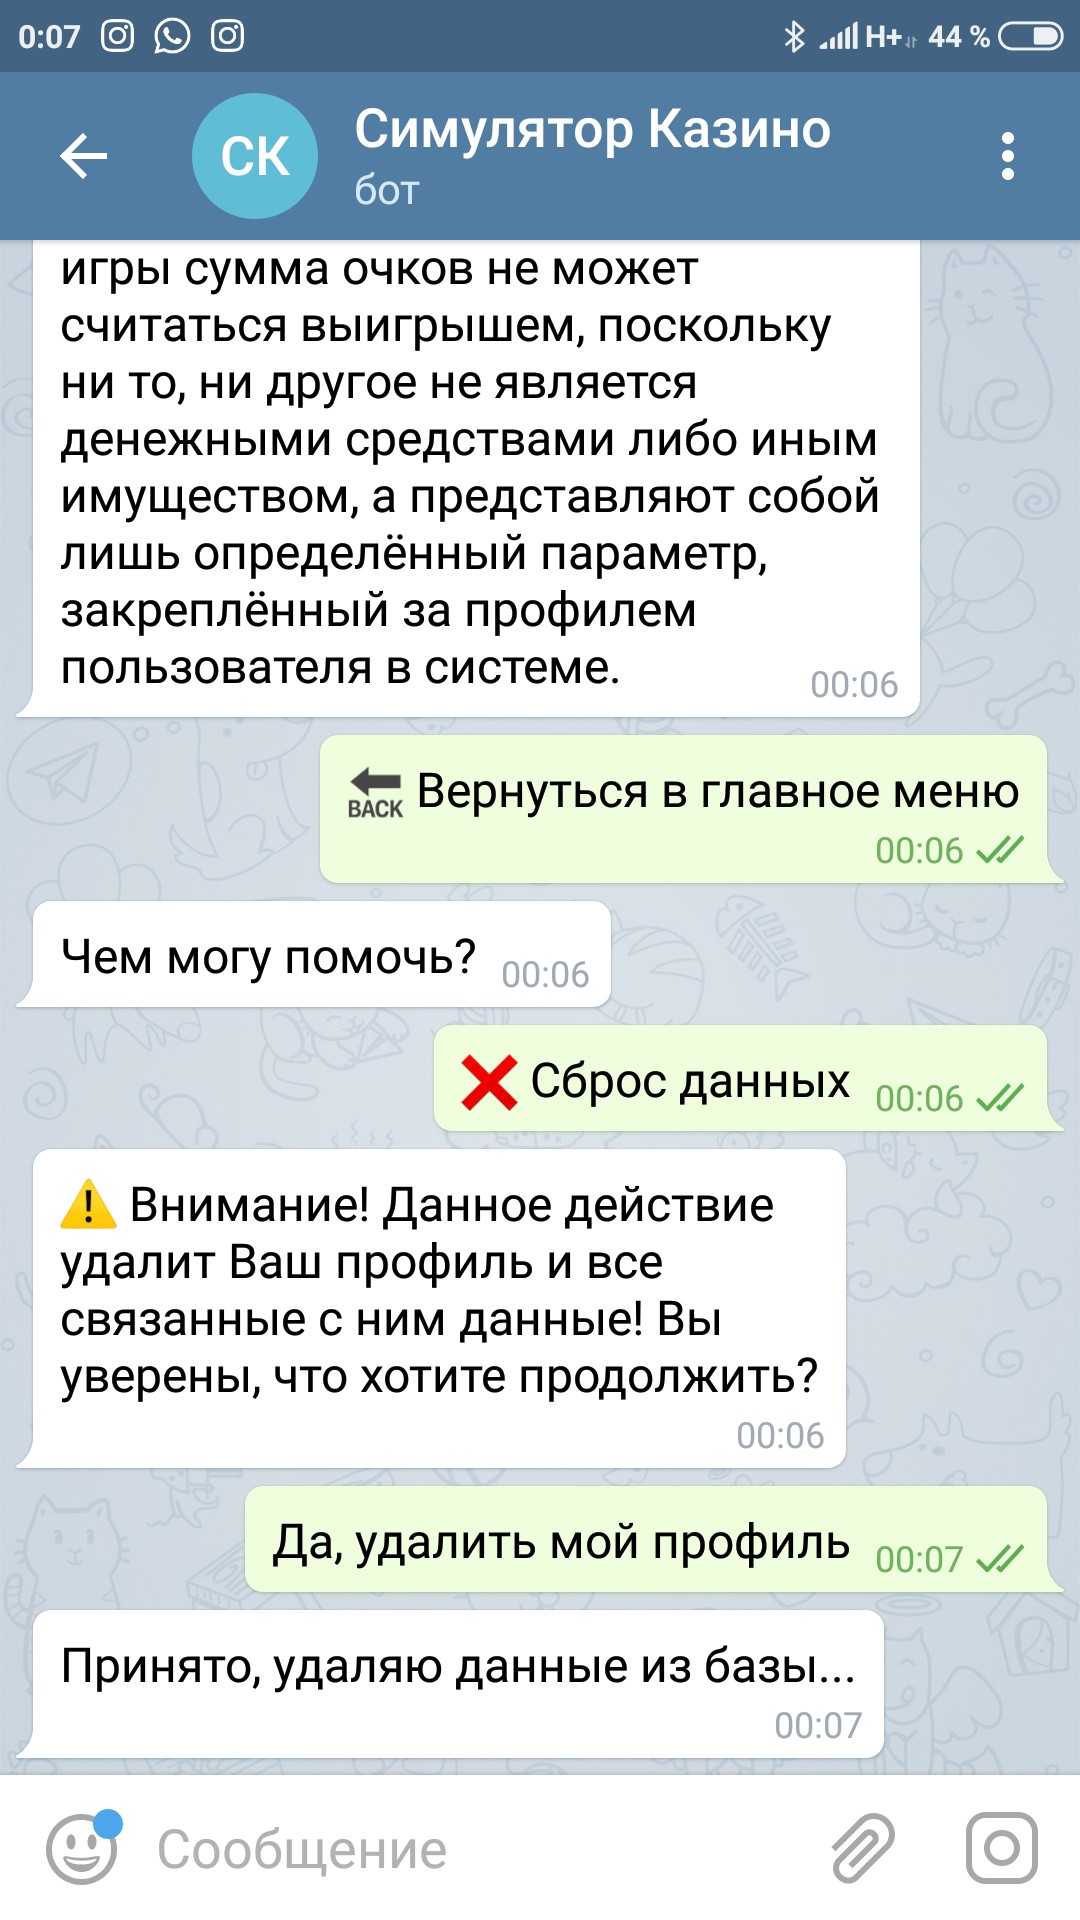 0:07 H+ 44 %
СК Симулятор Казино
бот
игры сумма очков не может
считаться выигрышем, поскольку
ни то, ни другое не является
денежными средствами либо иным
имуществом, а представляют собой
лишь определённый параметр,
закреплённый за профилем
пользователя в системе.
00:06
BACK Вернуться в главное меню
00:06
Чем могу помочь? 00:06
❌ Сброс данных 00:06
⚠️ Внимание! Данное действие
удалит Ваш профиль и все
связанные с ним данные! Вы
уверены, что хотите продолжить?
00:06
Да, удалить мой профиль 00:07
Принято, удаляю данные из базы...
00:07
Сообщение